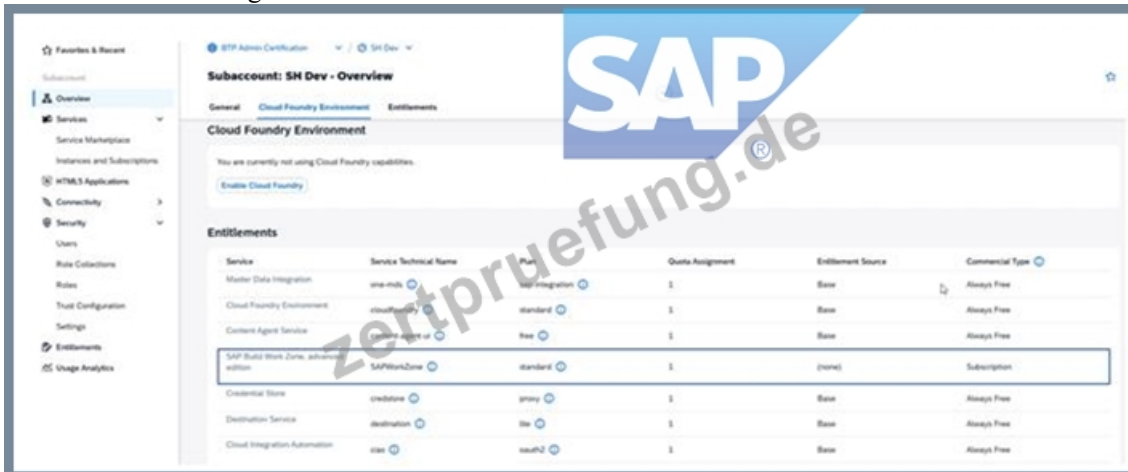 Favorites & Recent
BTP Admin Certification / SH Dev
Subaccount
Subaccount: SH Dev - Overview
Overview
General Cloud Foundry Environment Entitlements
Services
Service Marketplace
Instances and Subscriptions
HTML5 Applications
Connectivity
Security
Users
Role Collections
Roles
Trust Configuration
Settings
Entitlements
Usage Analytics
Cloud Foundry Environment
You are currently not using Cloud Foundry capabilities.
Enable Cloud Foundry
Entitlements
Service Service Technical Name Plan Quota Assignment Entitlement Source Commercial Type
Master Data Integration one-mds sap-integration 1 Base Always Free
Cloud Foundry Environment cloudfoundry standard 1 Base Always Free
Content Agent Service content-agent-ui free 1 Base Always Free
SAP Build Work Zone, advanced edition SAPWorkZone standard 1 (none) Subscription
Credential Store credstore proxy 1 Base Always Free
Destination Service destination lite 1 Base Always Free
Cloud Integration Automation cias oauth2 1 Base Always Free
SAP ®
zertpruefung.de